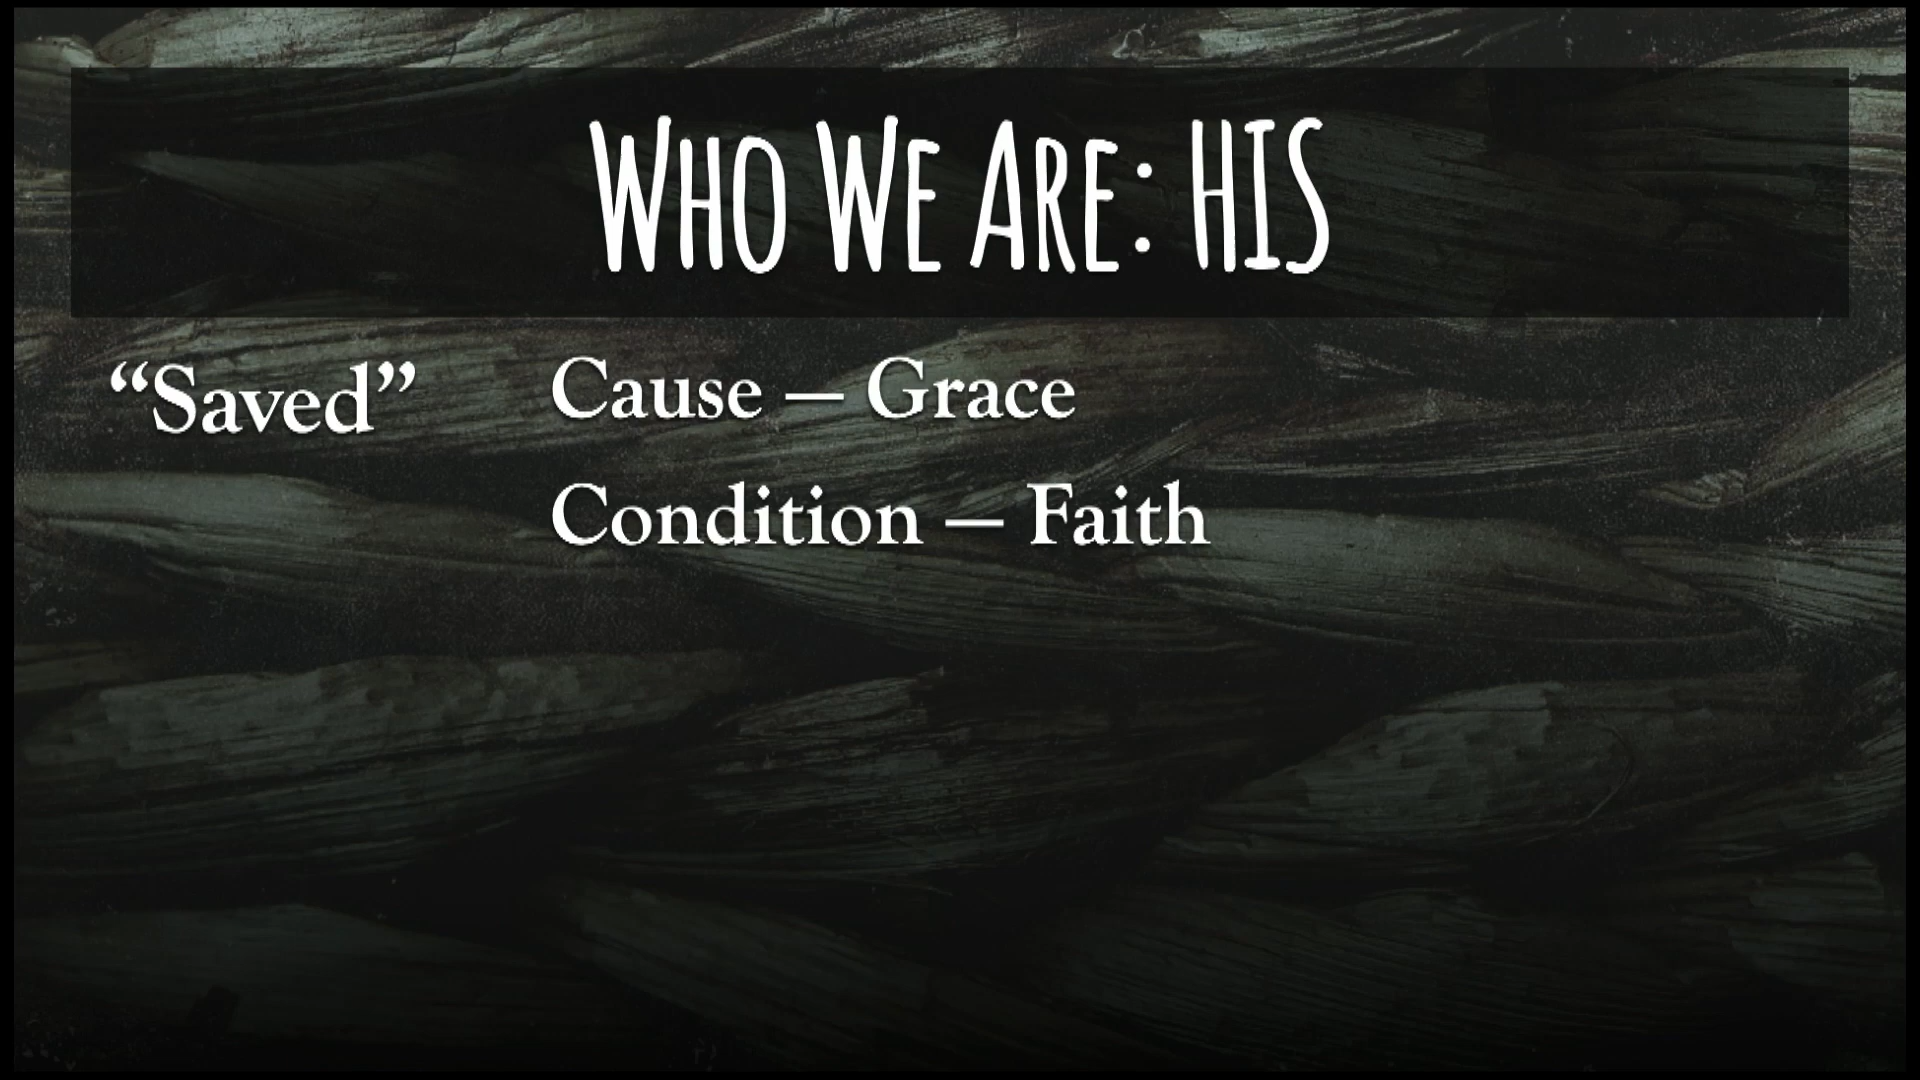 Who We Are: HIS
“Saved”
Cause – Grace
Condition – Faith